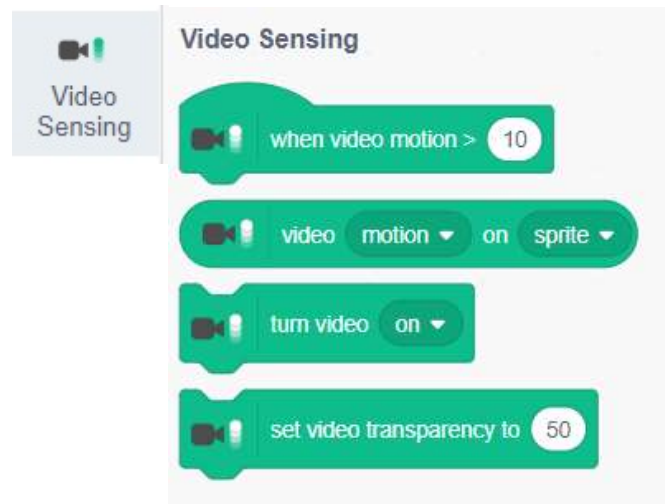 Video
Sensing
Video Sensing
when video motion > 10
video motion on sprite
turn video on
set video transparency to 50